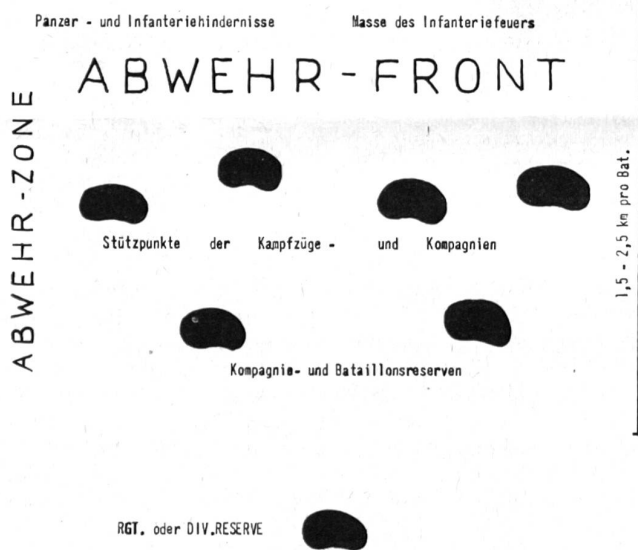 Panzer - und Infanteriehindernisse
Masse des Infanteriefeuers
ABWEHR-FRONT
ABWEHR-ZONE
Stützpunkte der Kampfzüge - und Kompagnien
1,5 - 2,5 km pro Bat.
Kompagnie- und Bataillonsreserven
RGT. oder DIV.RESERVE